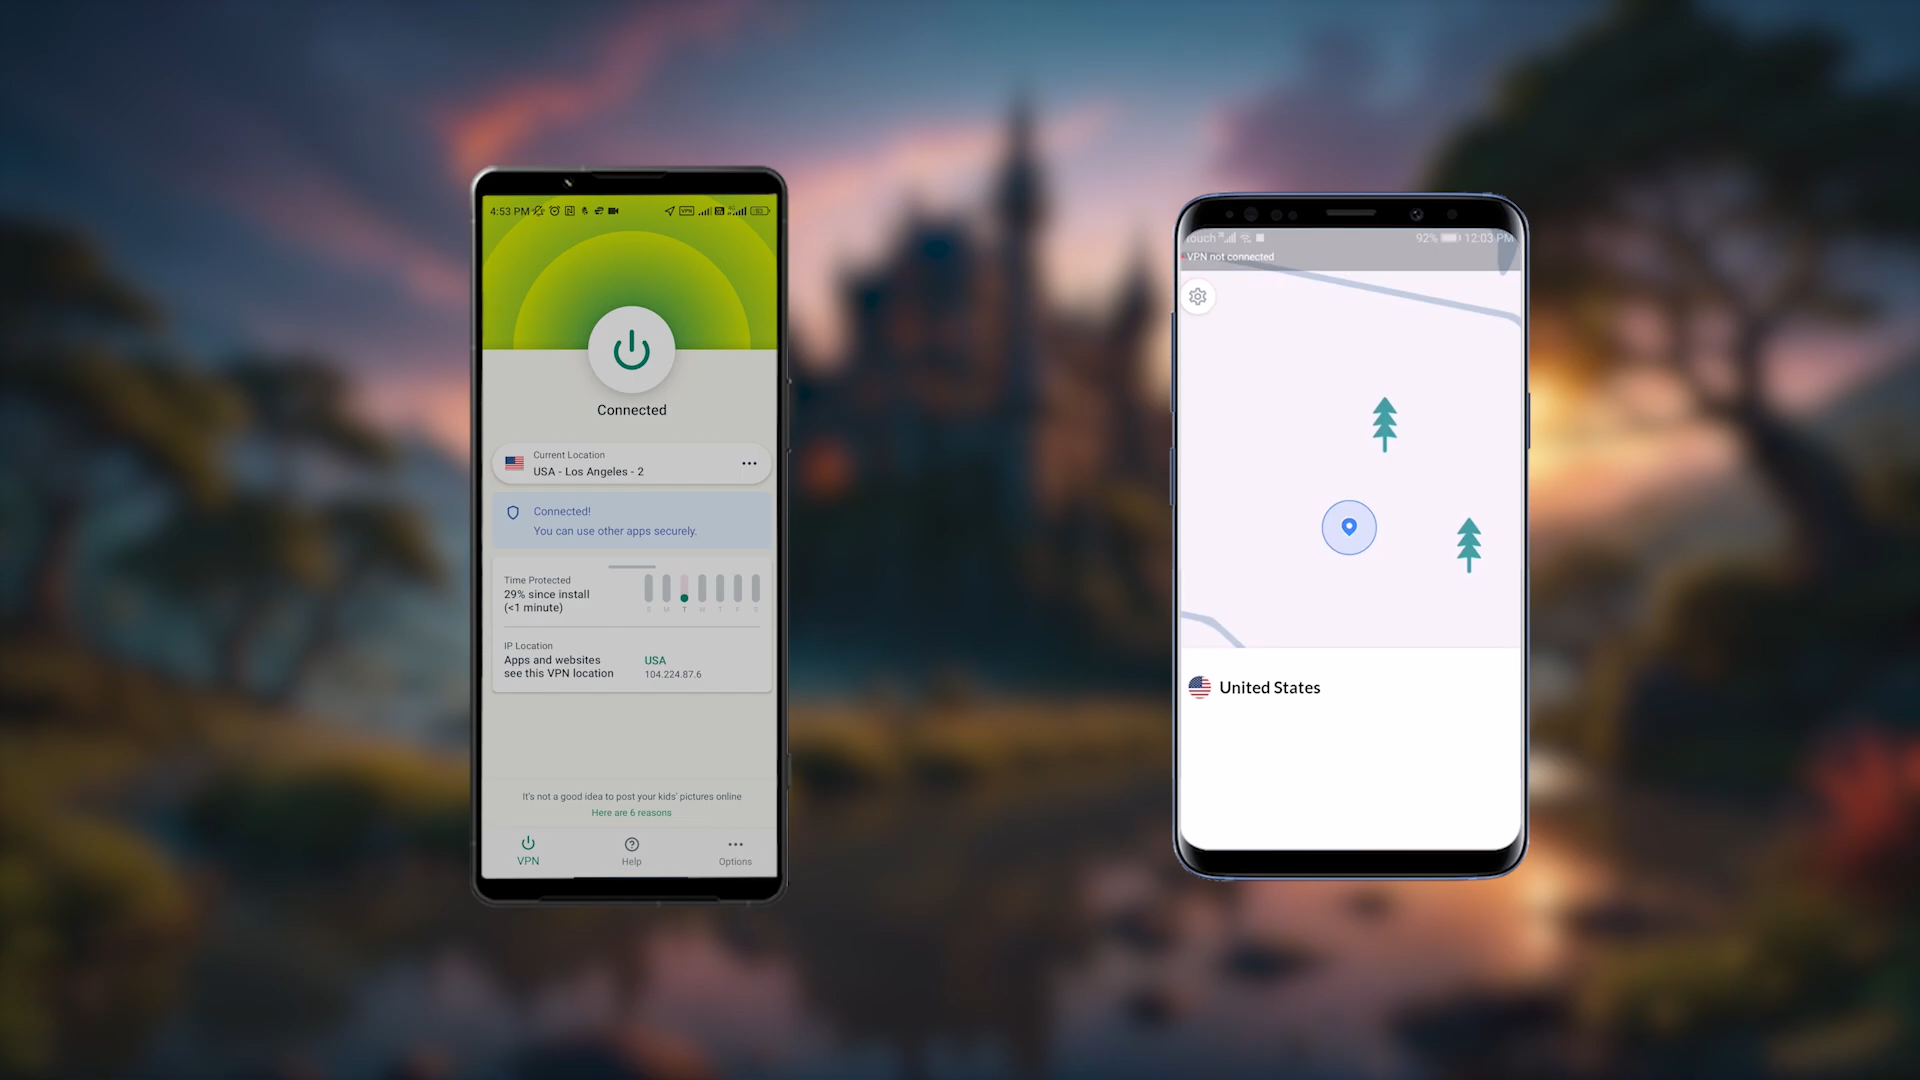 4:53 PM
VPN
Connected
Current Location
USA - Los Angeles - 2
Connected!
You can use other apps securely.
Time Protected
29% since install
(<1 minute)
S M T W T F S
IP Location
Apps and websites
see this VPN location
USA
104.224.87.6
It's not a good idea to post your kids' pictures online
Here are 6 reasons
VPN
Help
Options
touch
92% 12:03 PM
VPN not connected
United States